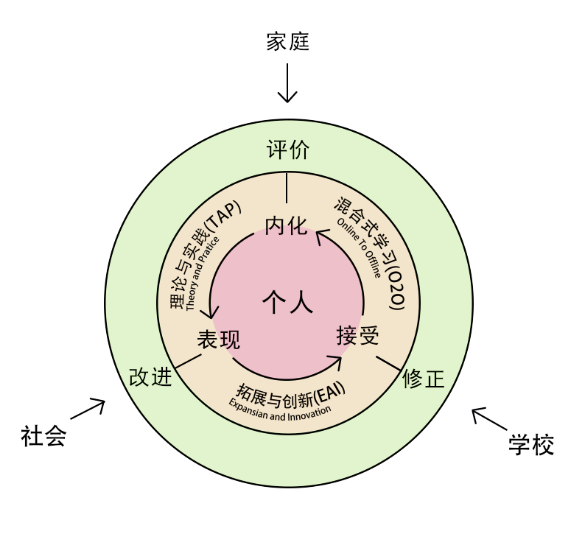 家庭
评价
理论与实践(TAP)
Theory and Pratice
混合式学习(O2O)
Online To Offline
内化
个人
表现
接受
改进
修正
拓展与创新(EAI)
Expansian and Innovation
社会
学校